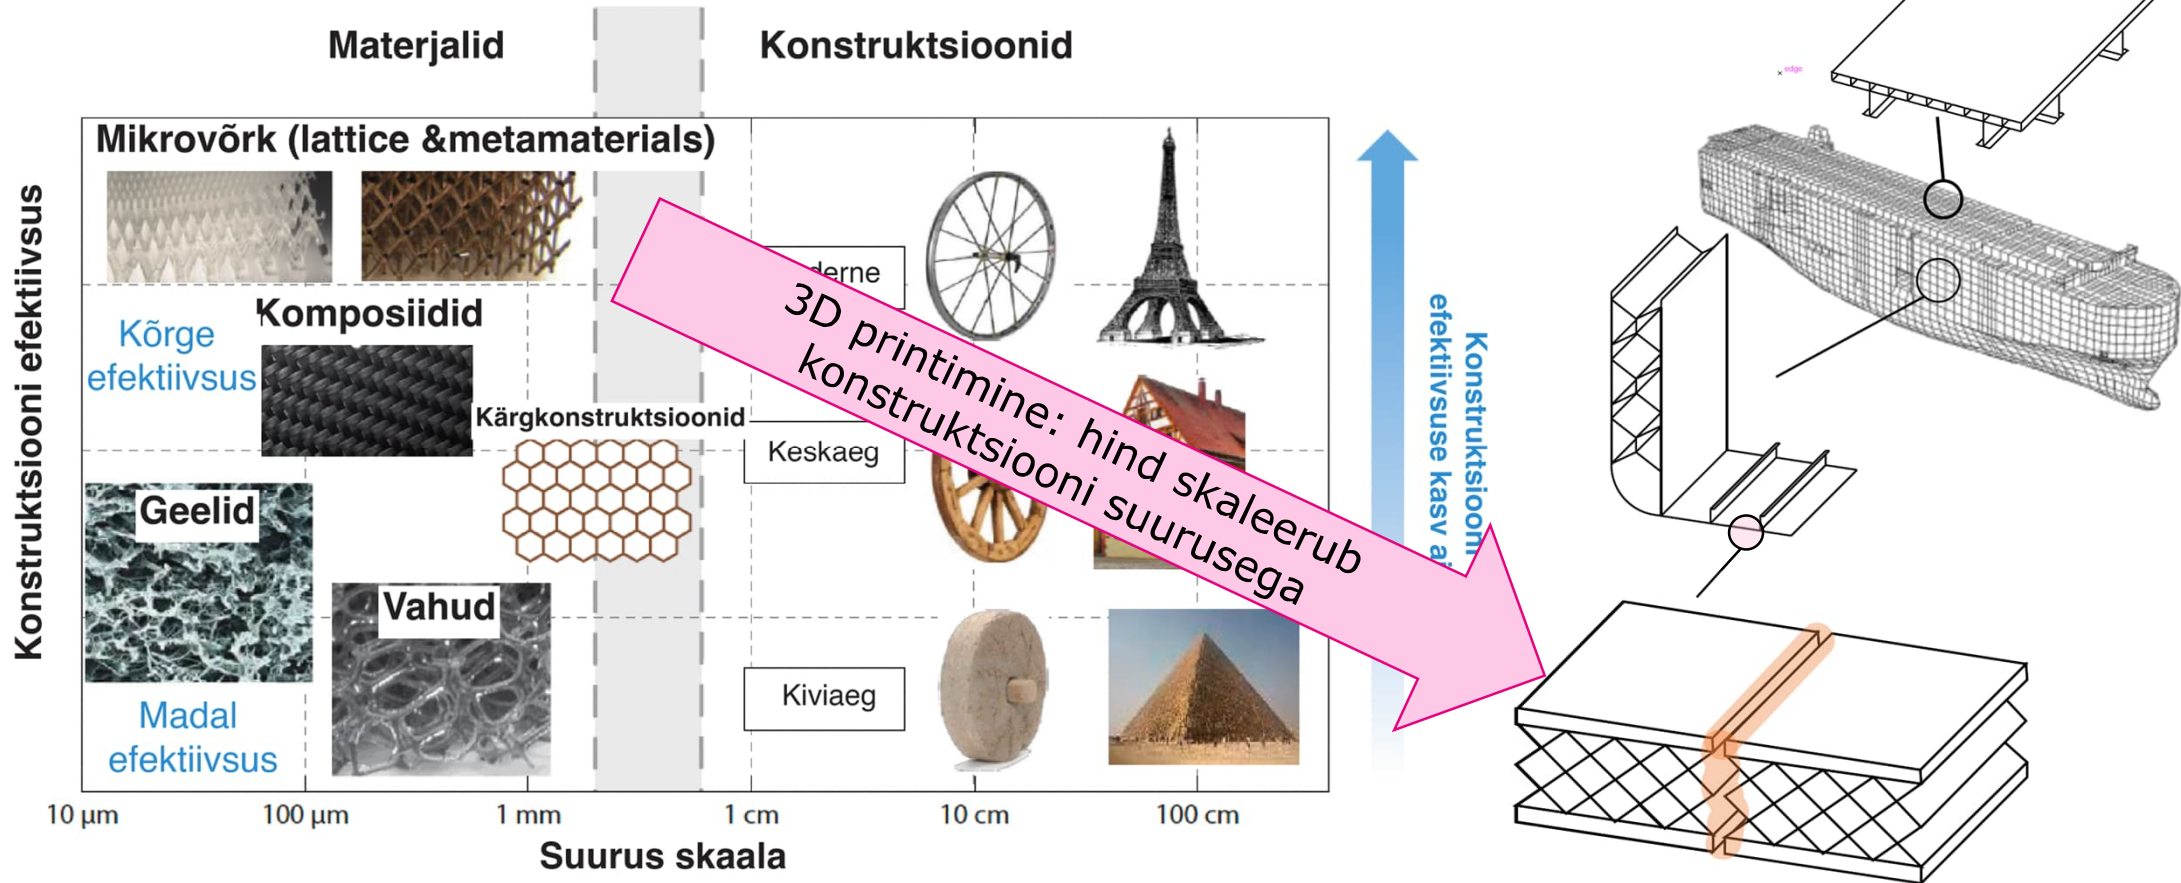 Materjalid
Konstruktsioonid
edge
Mikrovõrk (lattice &metamaterials)
Konstruktsiooni efektiivsus
Komposiidid
Kõrge
efektiivsus
Kärgkonstruktsioonid
Geelid
Vahud
Madal
efektiivsus
derne
Keskaeg
Kiviaeg
3D printimine: hind skaleerub
konstruktsiooni suurusega
Konstruktsiooni
efektiivsuse kasv a
10 µm
100 µm
1 mm
1 cm
10 cm
100 cm
Suurus skaala